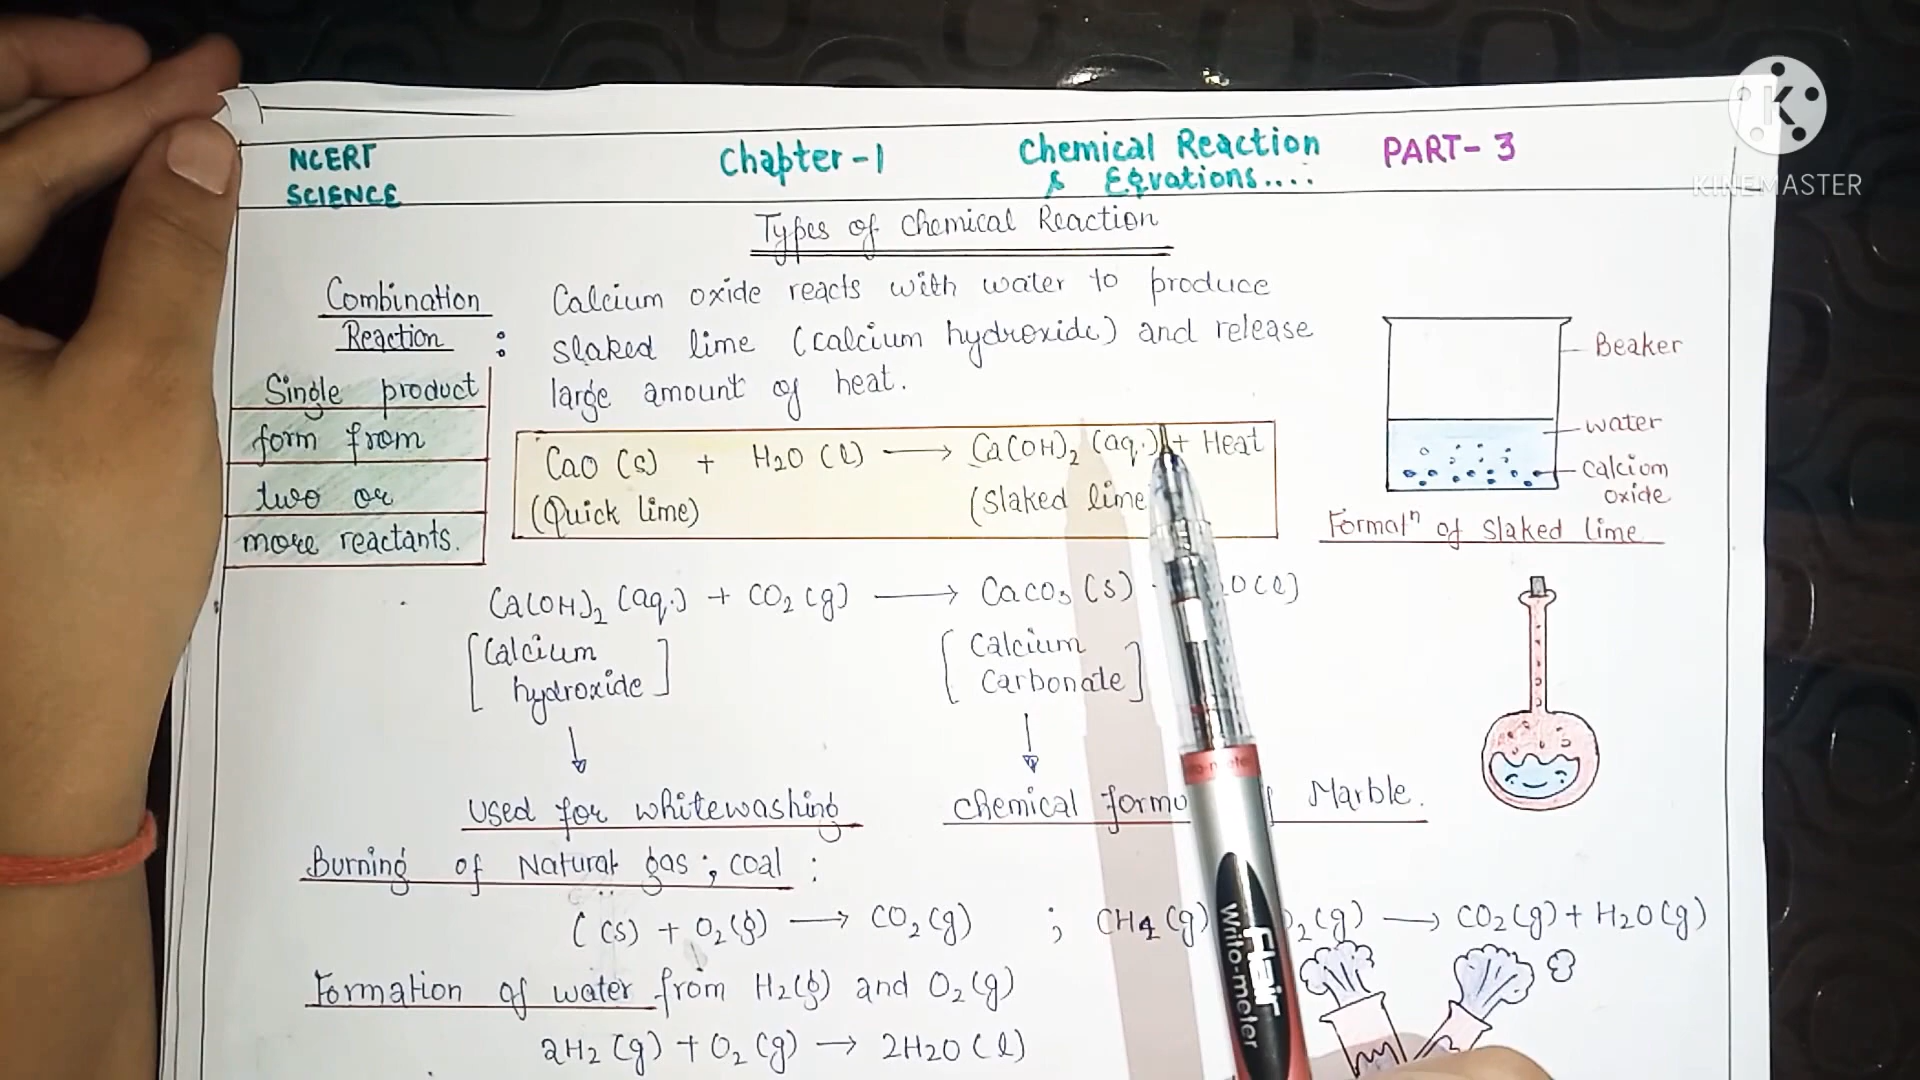 NCERT SCIENCE
Chapter-1
Chemical Reaction & Equations....
PART-3
KINEMASTER
Types of Chemical Reaction
Combination Reaction :
Single product
form from
two or
more reactants.
Calcium oxide reacts with water to produce
slaked lime (calcium hydroxide) and release
large amount of heat.
CaO (s) + H2O (l) ⟶ Ca(OH)2 (aq.) + Heat
(Quick lime) (Slaked lime
Beaker
water
Calcium oxide
Formatⁿ of Slaked lime
Ca(OH)2 (aq.) + CO2 (g) ⟶ CaCO3 (s) O(l)
[Calcium hydroxide] [Calcium Carbonate]
↓ ↓
used for whitewashing
chemical Marble.
Burning of Natural gas ; coal :
C(s) + O2(g) ⟶ CO2(g) ; CH4(g) 2(g) ⟶ CO2(g) + H2O(g)
Formation of water from H2(g) and O2(g)
2H2 (g) + O2 (g) → 2H2O (l)
Flair
Writo-meter